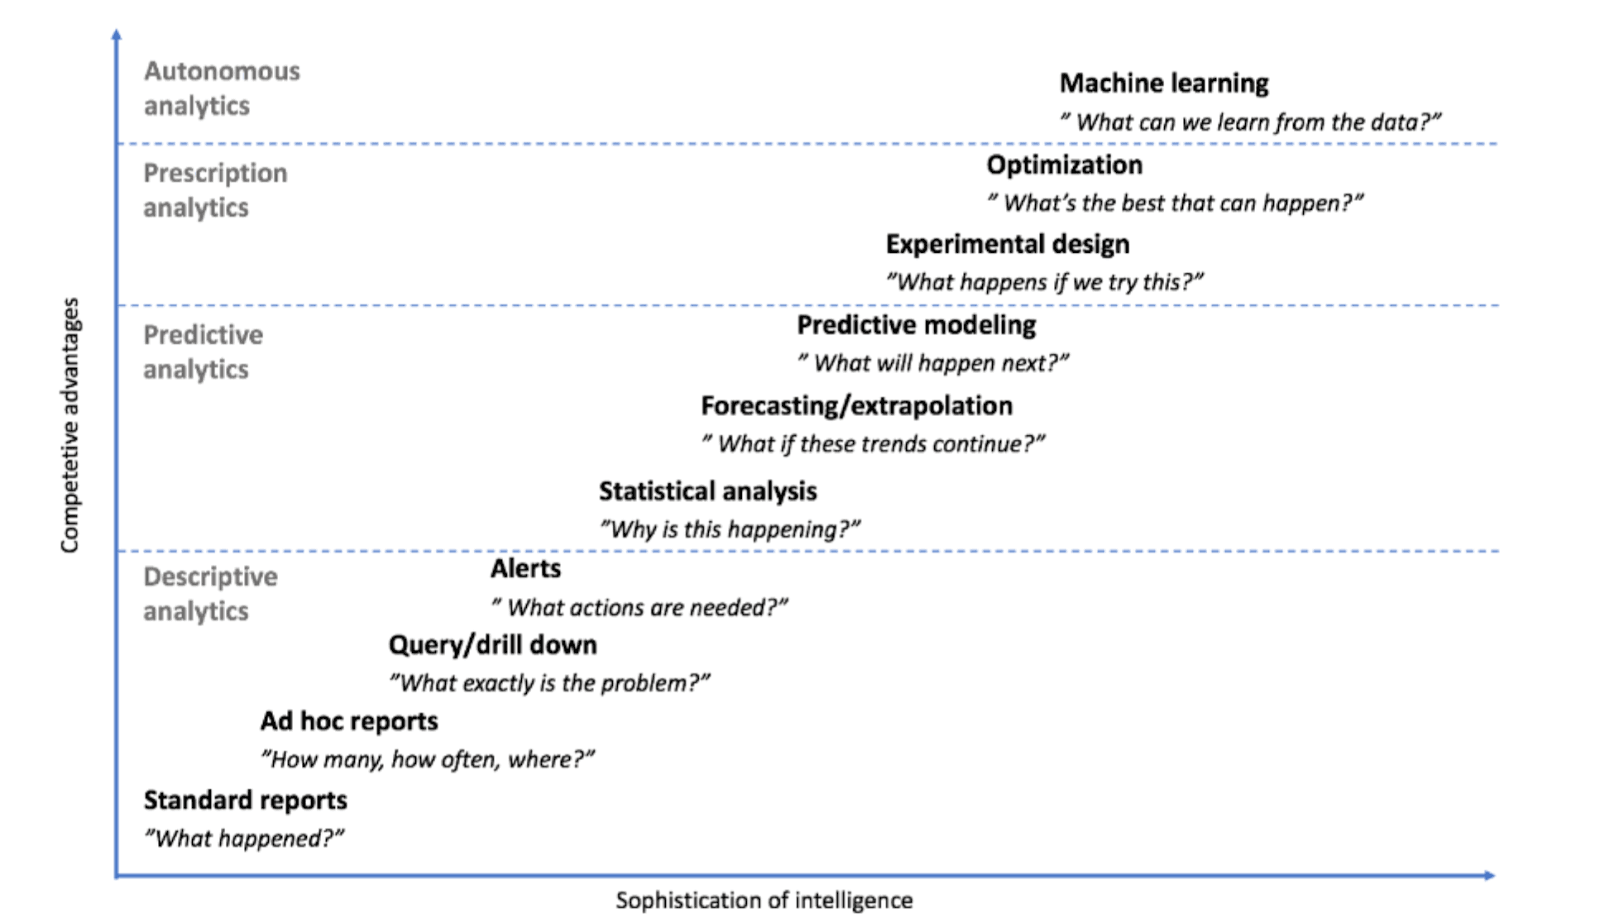 Autonomous
analytics
Machine learning
” What can we learn from the data?”
Prescription
analytics
Optimization
” What’s the best that can happen?”
Experimental design
”What happens if we try this?”
Predictive
analytics
Predictive modeling
” What will happen next?”
Forecasting/extrapolation
” What if these trends continue?”
Statistical analysis
”Why is this happening?”
Descriptive
analytics
Alerts
” What actions are needed?”
Query/drill down
”What exactly is the problem?”
Ad hoc reports
”How many, how often, where?”
Standard reports
”What happened?”
Competetive advantages
Sophistication of intelligence